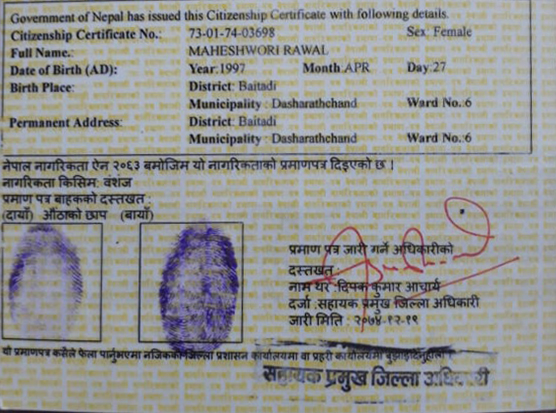 Government of Nepal has issued this Citizenship Certificate with following details.
Citizenship Certificate No.: 73-01-74-03698 Sex: Female
Full Name.: MAHESHWORI RAWAL
Date of Birth (AD): Year:1997 Month:APR Day:27
Birth Place: District: Baitadi
Municipality : Dasharathchand Ward No.:6
Permanent Address: District: Baitadi
Municipality : Dasharathchand Ward No.:6
नेपाल नागरिकता ऐन २०६३ बमोजिम यो नागरिकताको प्रमाणपत्र दिइएको छ ।
नागरिकता किसिम: वंशज
प्रमाण पत्र बाहकको दस्तखत :
(दायाँ) औंठाको छाप (बायाँ)
प्रमाण पत्र जारी गर्ने अधिकारीको
दस्तखत
नाम थर :दिपक कुमार आचार्य
दर्जा :सहायक प्रमुख जिल्ला अधिकारी
जारी मिति : २०७४-१२-१९
यो प्रमाणपत्र कसैले फेला पार्नुभएमा नजिकको जिल्ला प्रशासन कार्यालयमा वा प्रहरी कार्यालयमा बुझाइदिनुहोला
सहायक प्रमुख जिल्ला अधिकारी